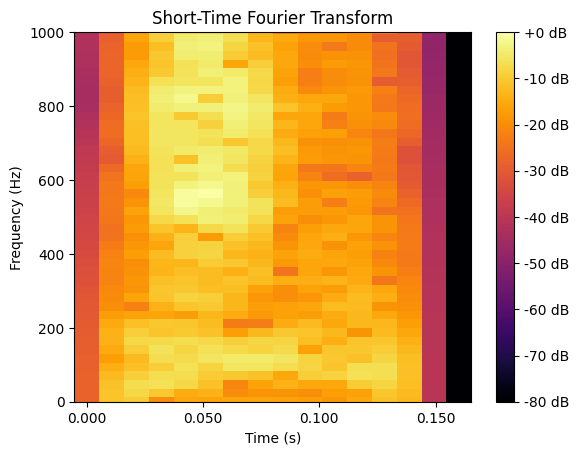 Short-Time Fourier Transform
1000
800
600
400
200
0
Frequency (Hz)
0.000
0.050
0.100
0.150
Time (s)
+0 dB
-10 dB
-20 dB
-30 dB
-40 dB
-50 dB
-60 dB
-70 dB
-80 dB